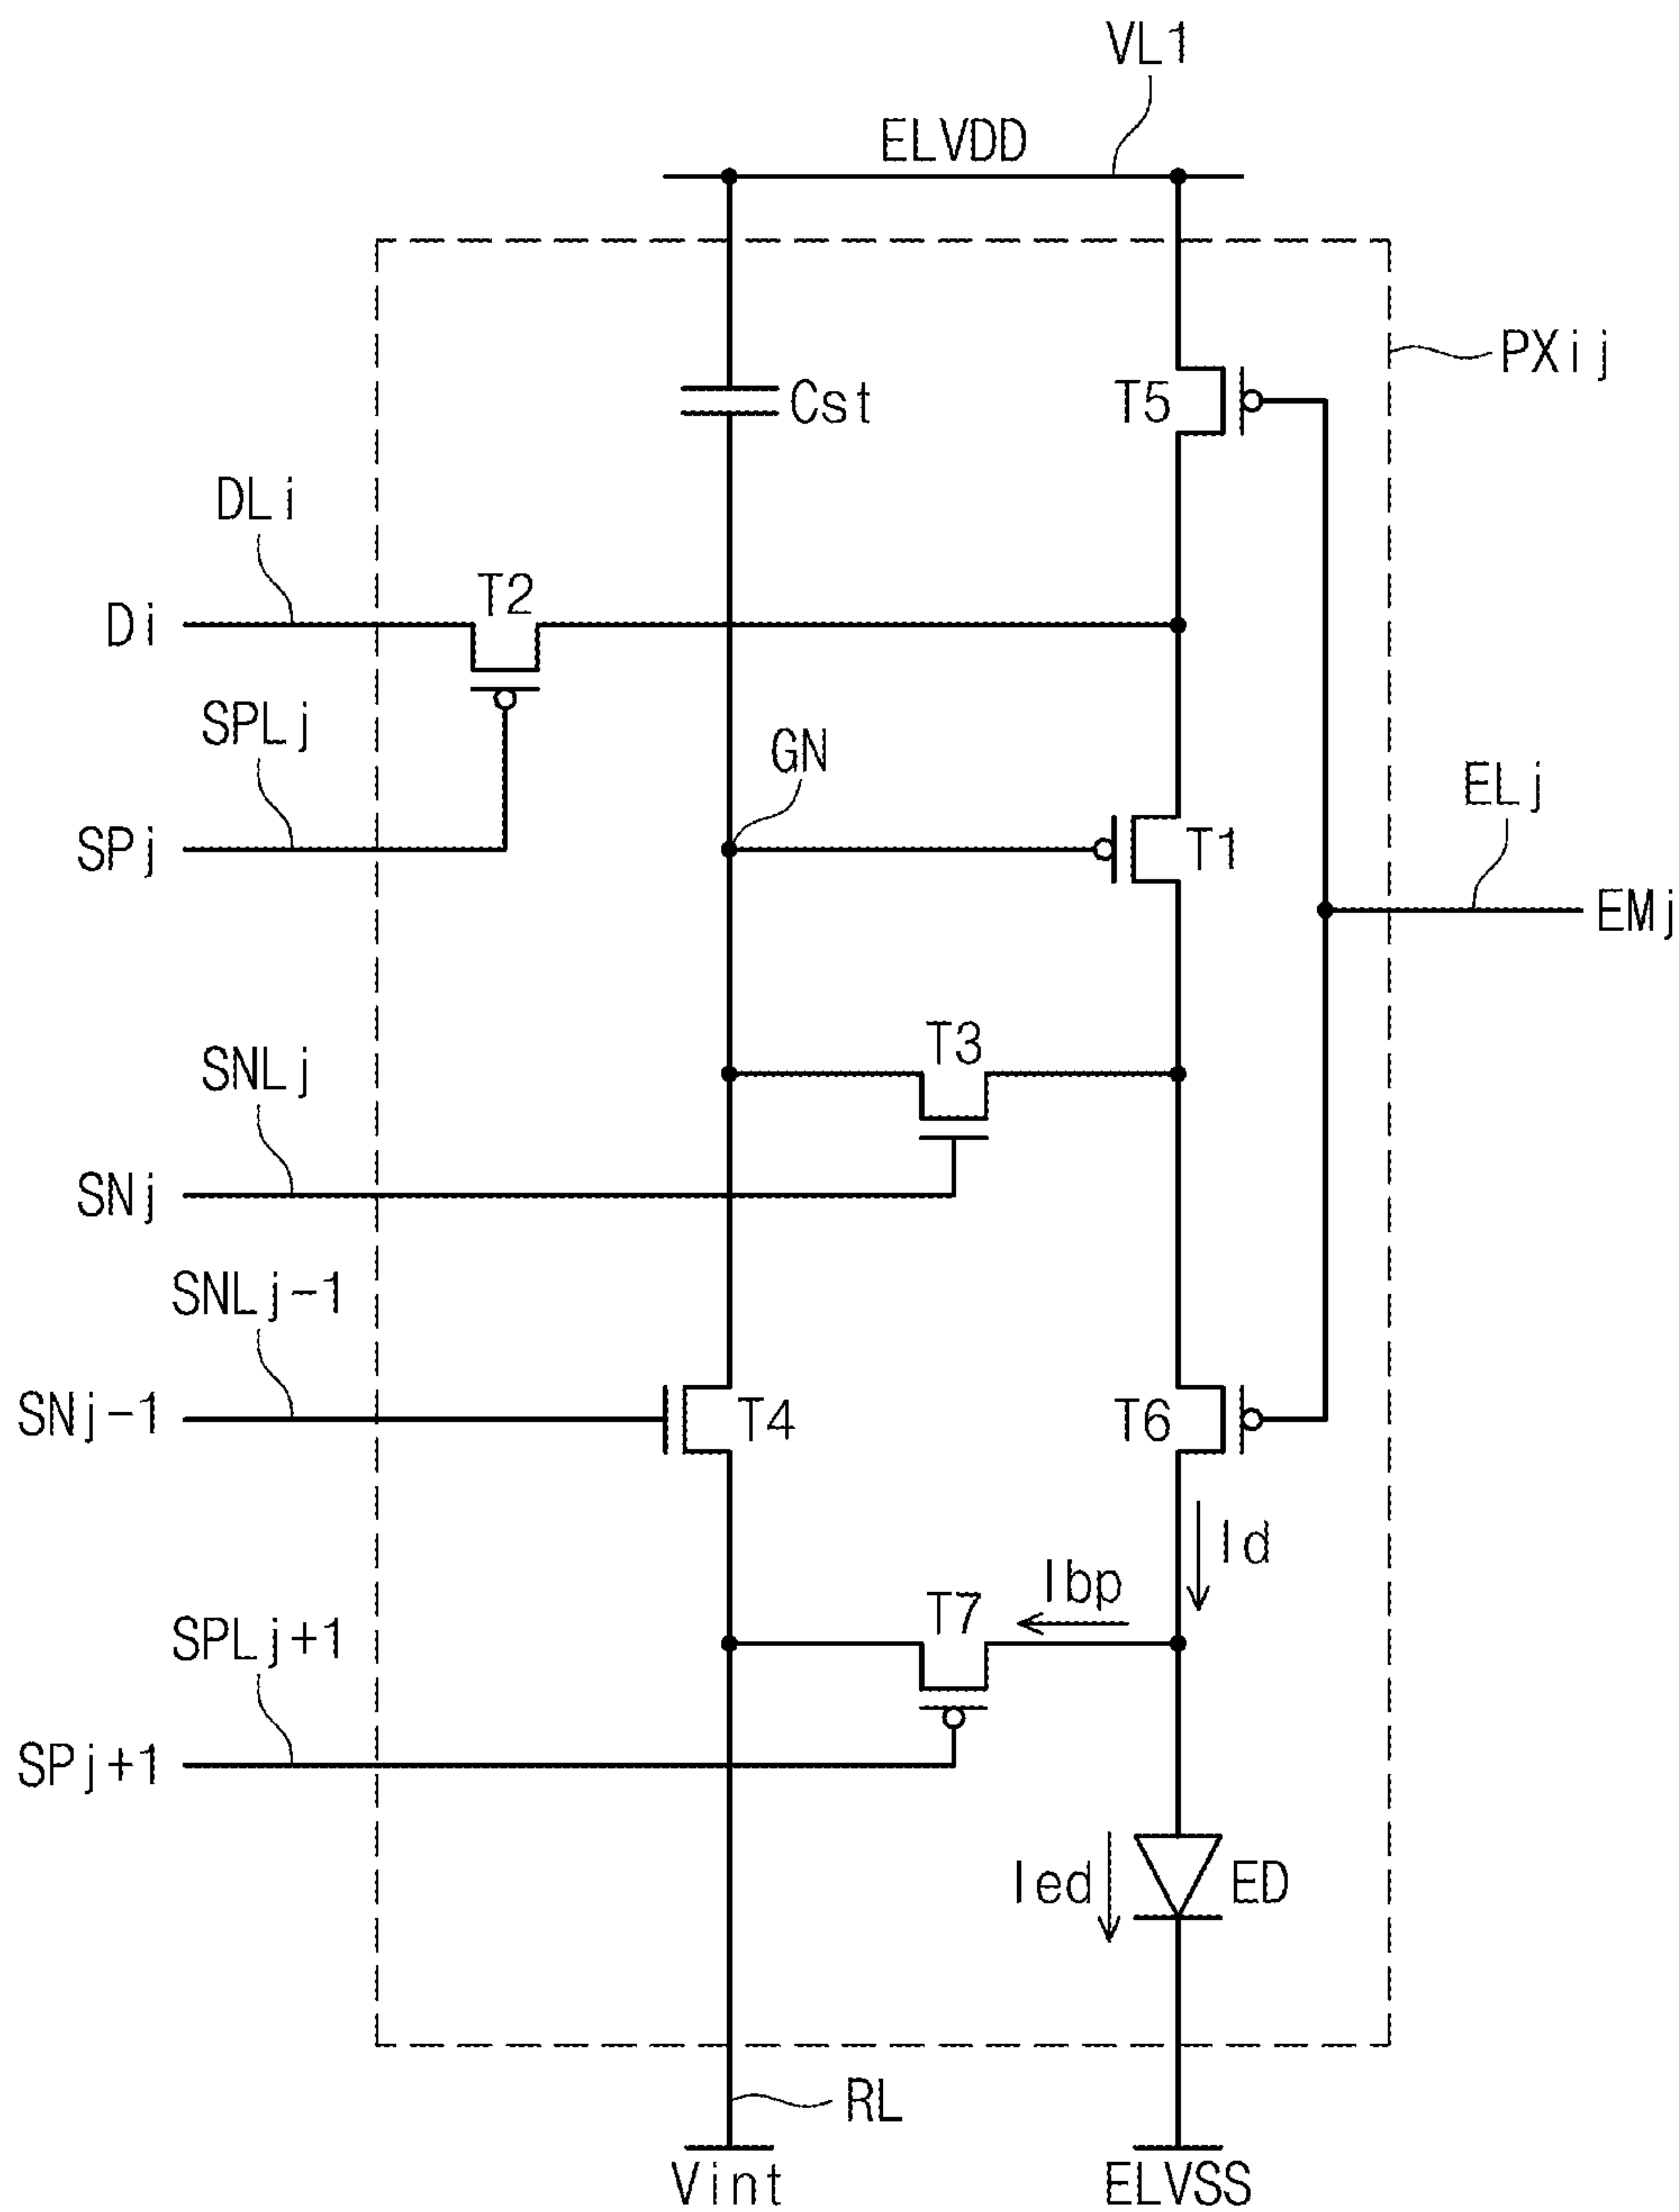 VL1
ELVDD
PXij
T5
Cst
DLi
T2
Di
SPLj
GN
ELj
SPj
T1
EMj
T3
SNLj
SNj
SNLj-1
SNj-1
T4
T6
Id
Ibp
T7
SPLj+1
SPj+1
Ied
ED
RL
Vint
ELVSS